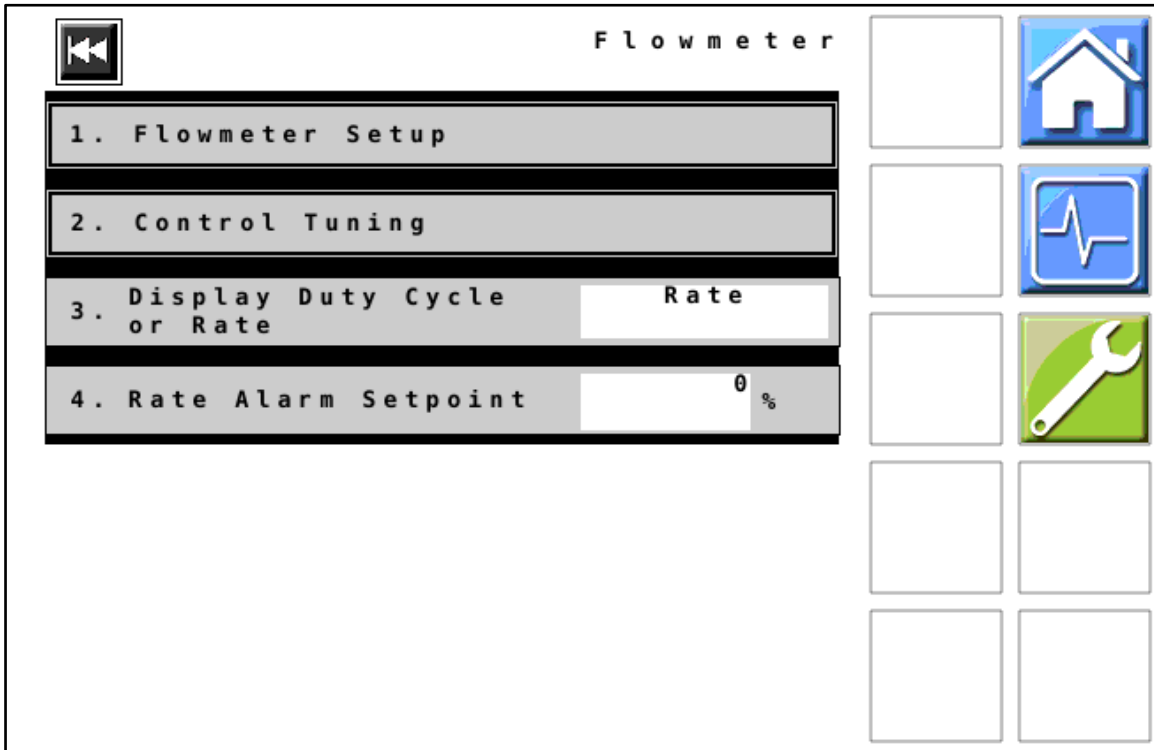 Flowmeter
1. Flowmeter Setup
2. Control Tuning
3. Display Duty Cycle
or Rate
Rate
4. Rate Alarm Setpoint
0
%